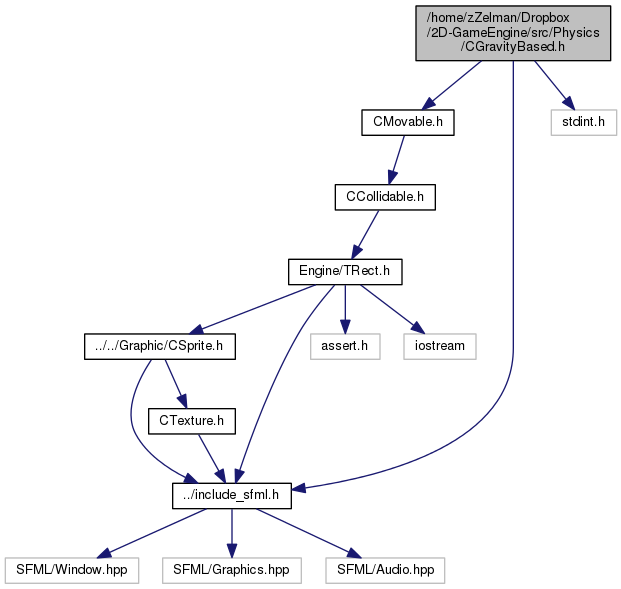 /home/zZelman/Dropbox
/2D-GameEngine/src/Physics
/CGravityBased.h
CMovable.h
stdint.h
CCollidable.h
Engine/TRect.h
../../Graphic/CSprite.h
assert.h
iostream
CTexture.h
../include_sfml.h
SFML/Window.hpp
SFML/Graphics.hpp
SFML/Audio.hpp